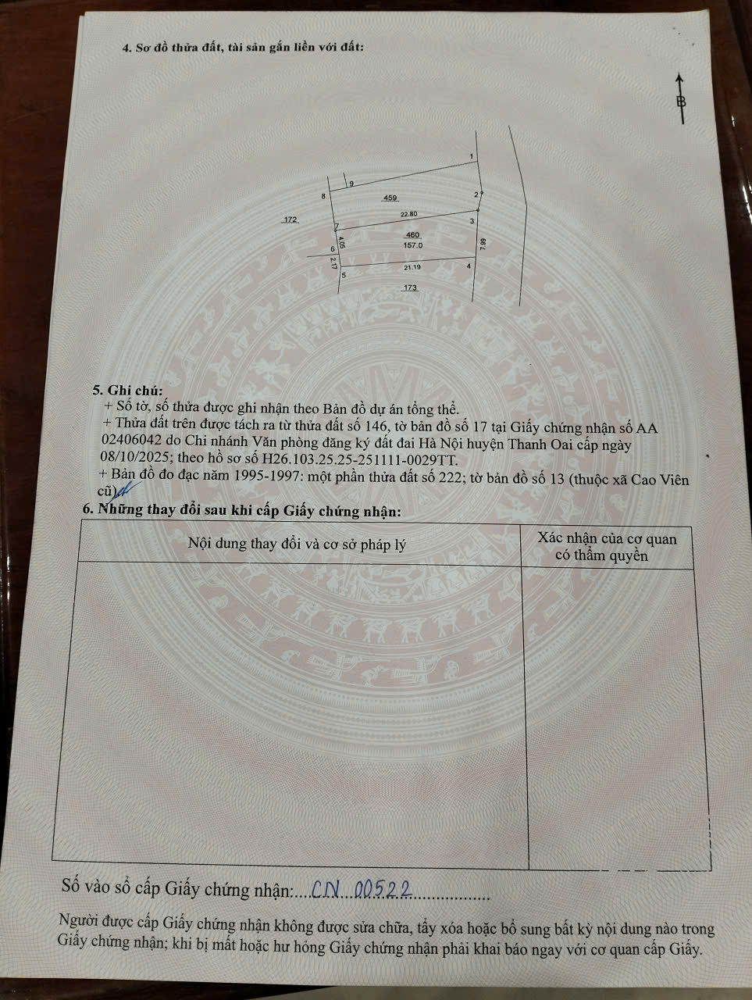 4. Sơ đồ thửa đất, tài sản gắn liền với đất:
B
1
9
8
2
459
172
22.80
7
3
460
4.05
157.0
7.99
6
2.17
21.19
4
5
173
5. Ghi chú:
+ Số tờ, số thửa được ghi nhận theo Bản đồ dự án tổng thể.
+ Thửa đất trên được tách ra từ thửa đất số 146, tờ bản đồ số 17 tại Giấy chứng nhận số AA
02406042 do Chi nhánh Văn phòng đăng ký đất đai Hà Nội huyện Thanh Oai cấp ngày
08/10/2025; theo hồ sơ số H26.103.25.25-251111-0029TT.
+ Bản đồ đo đạc năm 1995-1997: một phần thửa đất số 222; tờ bản đồ số 13 (thuộc xã Cao Viên
cũ)
6. Những thay đổi sau khi cấp Giấy chứng nhận:
Nội dung thay đổi và cơ sở pháp lý
Xác nhận của cơ quan
có thẩm quyền
Số vào sổ cấp Giấy chứng nhận:....CN...00522....................
Người được cấp Giấy chứng nhận không được sửa chữa, tẩy xóa hoặc bổ sung bất kỳ nội dung nào trong
Giấy chứng nhận; khi bị mất hoặc hư hỏng Giấy chứng nhận phải khai báo ngay với cơ quan cấp Giấy.